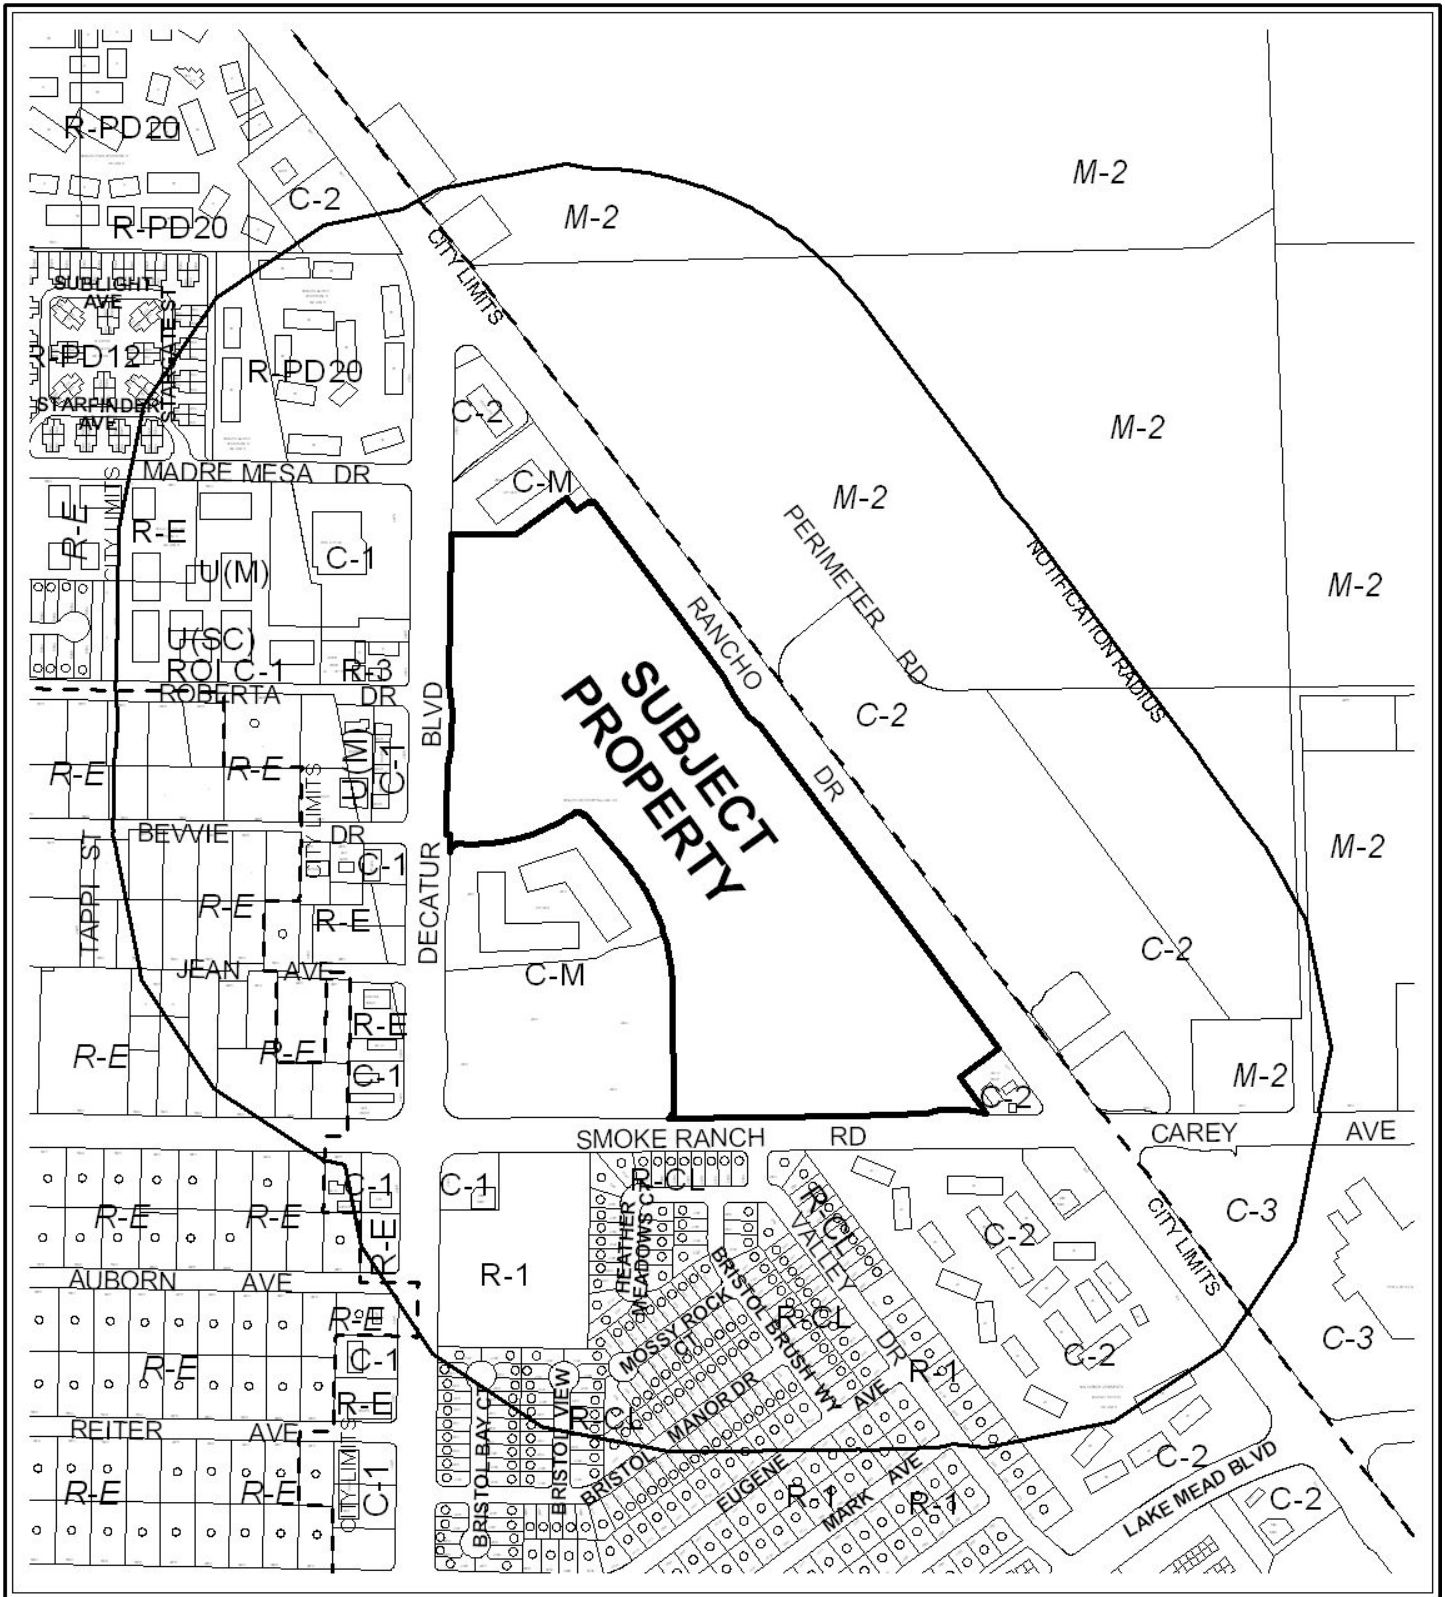 R-PD20
M-2
C-2
M-2
R-PD20
CITY LIMITS
SUBLIGHT
AVE
STARGATE ST
R-PD12
R-PD20
STARFINDER
AVE
C-2
M-2
MADRE MESA DR
C-M
M-2
CITY LIMITS
R-E
R-E
C-1
PERIMETER RD
NOTIFICATION RADIUS
U(M)
M-2
RANCHO DR
U(SC)
ROI C-1
R-3
ROBERTA DR
SUBJECT
PROPERTY
BLVD
C-2
R-E
R-E
U(M)
C-1
CITY LIMITS
BEVVIE DR
M-2
TAPPI ST
C-1
DECATUR
R-E
R-E
C-2
JEAN AVE
C-M
R-E
R-E
R-E
C-1
M-2
C-2
SMOKE RANCH RD
CAREY AVE
C-1
C-1
R-CL
R-CL
R-E
R-E
R-E
HEATHER
MEADOWS CT
VALLEY DR
C-2
CITY LIMITS
C-3
AUBORN AVE
R-1
BRISTOL BRUSH WY
MOSSY ROCK
CT
R-CL
R-E
C-3
R-E
C-1
C-2
R-1
R-E
BRISTOL BAY CT
BRISTOL VIEW
R-CL
BRISTOL MANOR DR
EUGENE AVE
REITER AVE
CITY LIMITS
C-2
R-E
R-E
C-1
R-1
MARK AVE
R-1
LAKE MEAD BLVD
C-2